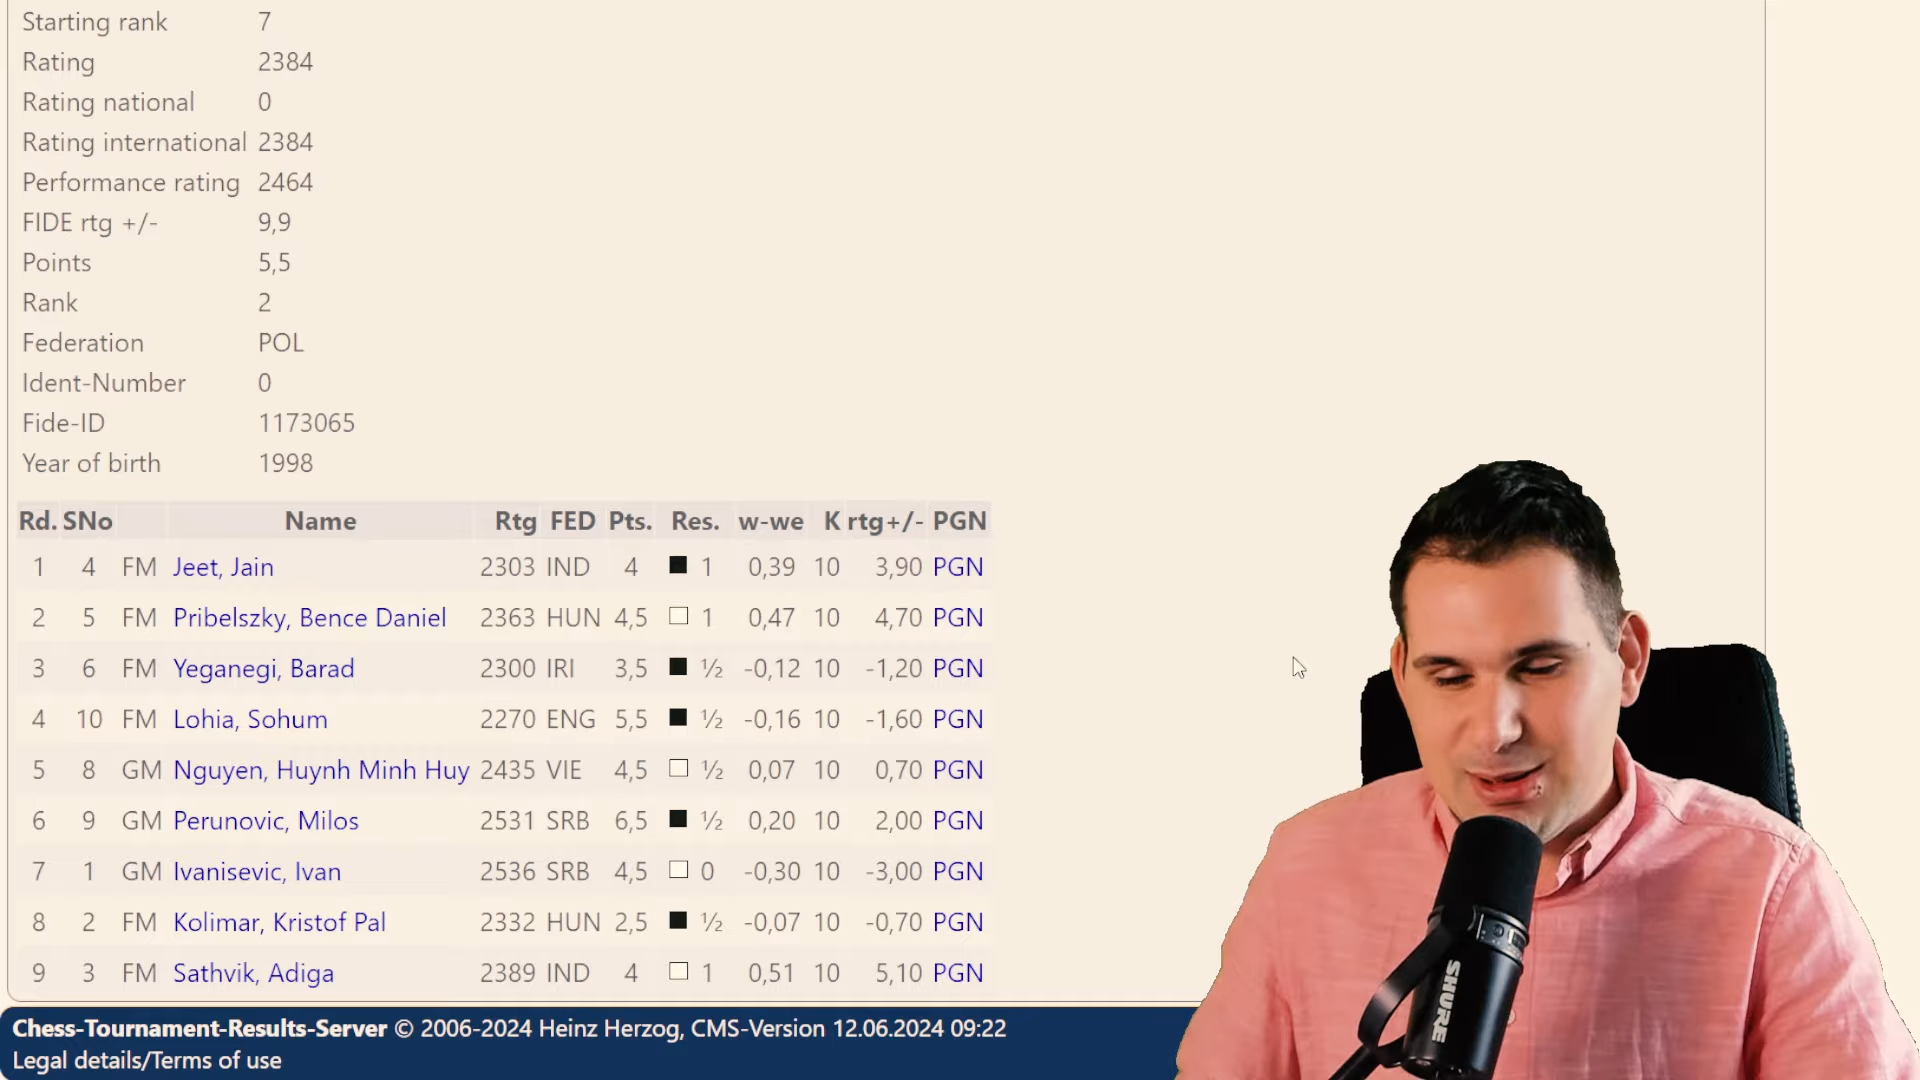 Starting rank 7
Rating 2384
Rating national 0
Rating international 2384
Performance rating 2464
FIDE rtg +/- 9,9
Points 5,5
Rank 2
Federation POL
Ident-Number 0
Fide-ID 1173065
Year of birth 1998
Rd. SNo Name Rtg FED Pts. Res. w-we K rtg+/- PGN
1 4 FM Jeet, Jain 2303 IND 4 1 0,39 10 3,90 PGN
2 5 FM Pribelszky, Bence Daniel 2363 HUN 4,5 1 0,47 10 4,70 PGN
3 6 FM Yeganegi, Barad 2300 IRI 3,5 ½ -0,12 10 -1,20 PGN
4 10 FM Lohia, Sohum 2270 ENG 5,5 ½ -0,16 10 -1,60 PGN
5 8 GM Nguyen, Huynh Minh Huy 2435 VIE 4,5 ½ 0,07 10 0,70 PGN
6 9 GM Perunovic, Milos 2531 SRB 6,5 ½ 0,20 10 2,00 PGN
7 1 GM Ivanisevic, Ivan 2536 SRB 4,5 0 -0,30 10 -3,00 PGN
8 2 FM Kolimar, Kristof Pal 2332 HUN 2,5 ½ -0,07 10 -0,70 PGN
9 3 FM Sathvik, Adiga 2389 IND 4 1 0,51 10 5,10 PGN
Chess-Tournament-Results-Server © 2006-2024 Heinz Herzog, CMS-Version 12.06.2024 09:22
Legal details/Terms of use
SHURE